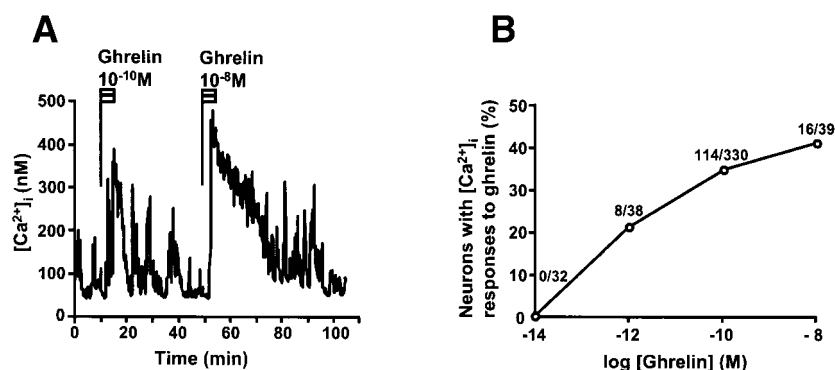 A
Ghrelin
10-10M
Ghrelin
10-8M
[Ca2+]i (nM)
500
400
300
200
100
0
0 20 40 60 80 100
Time (min)
B
Neurons with [Ca2+]i
responses to ghrelin (%)
50
40
30
20
10
0
0/32
8/38
114/330
16/39
-14 -12 -10 - 8
log [Ghrelin] (M)